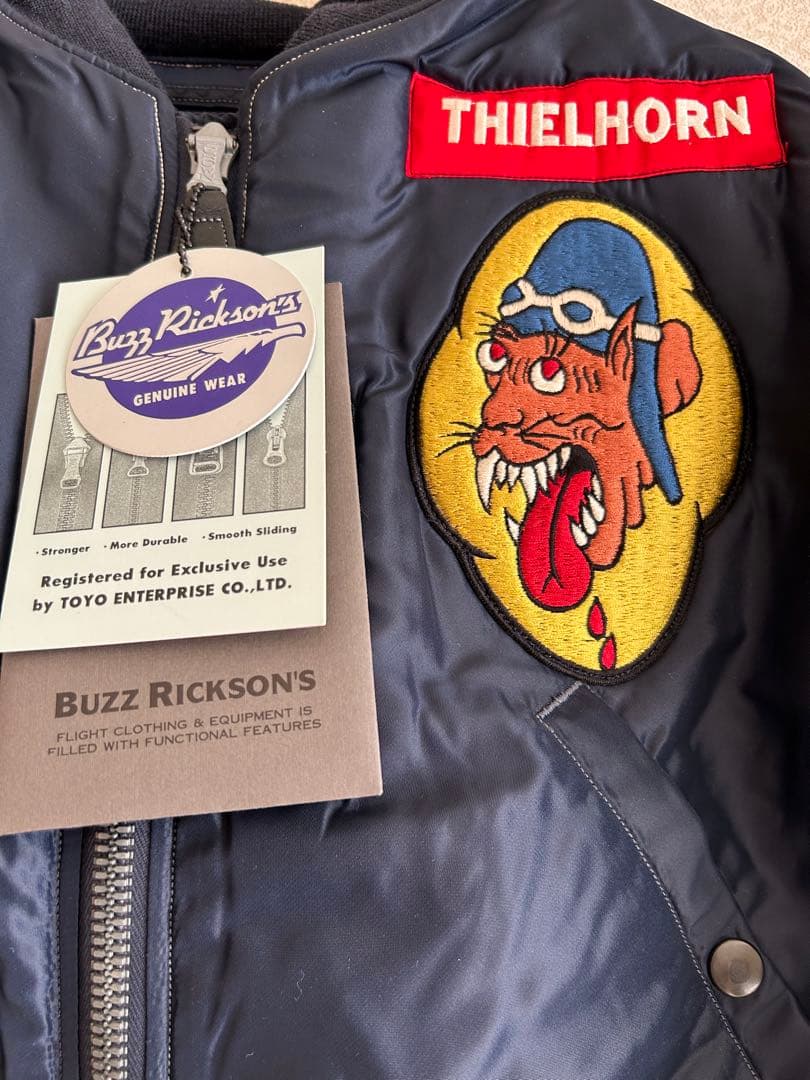 THIELHORN
Buzz Rickson's
GENUINE WEAR
· Stronger · More Durable · Smooth Sliding
Registered for Exclusive Use
by TOYO ENTERPRISE CO.,LTD.
BUZZ RICKSON'S
FLIGHT CLOTHING & EQUIPMENT IS
FILLED WITH FUNCTIONAL FEATURES